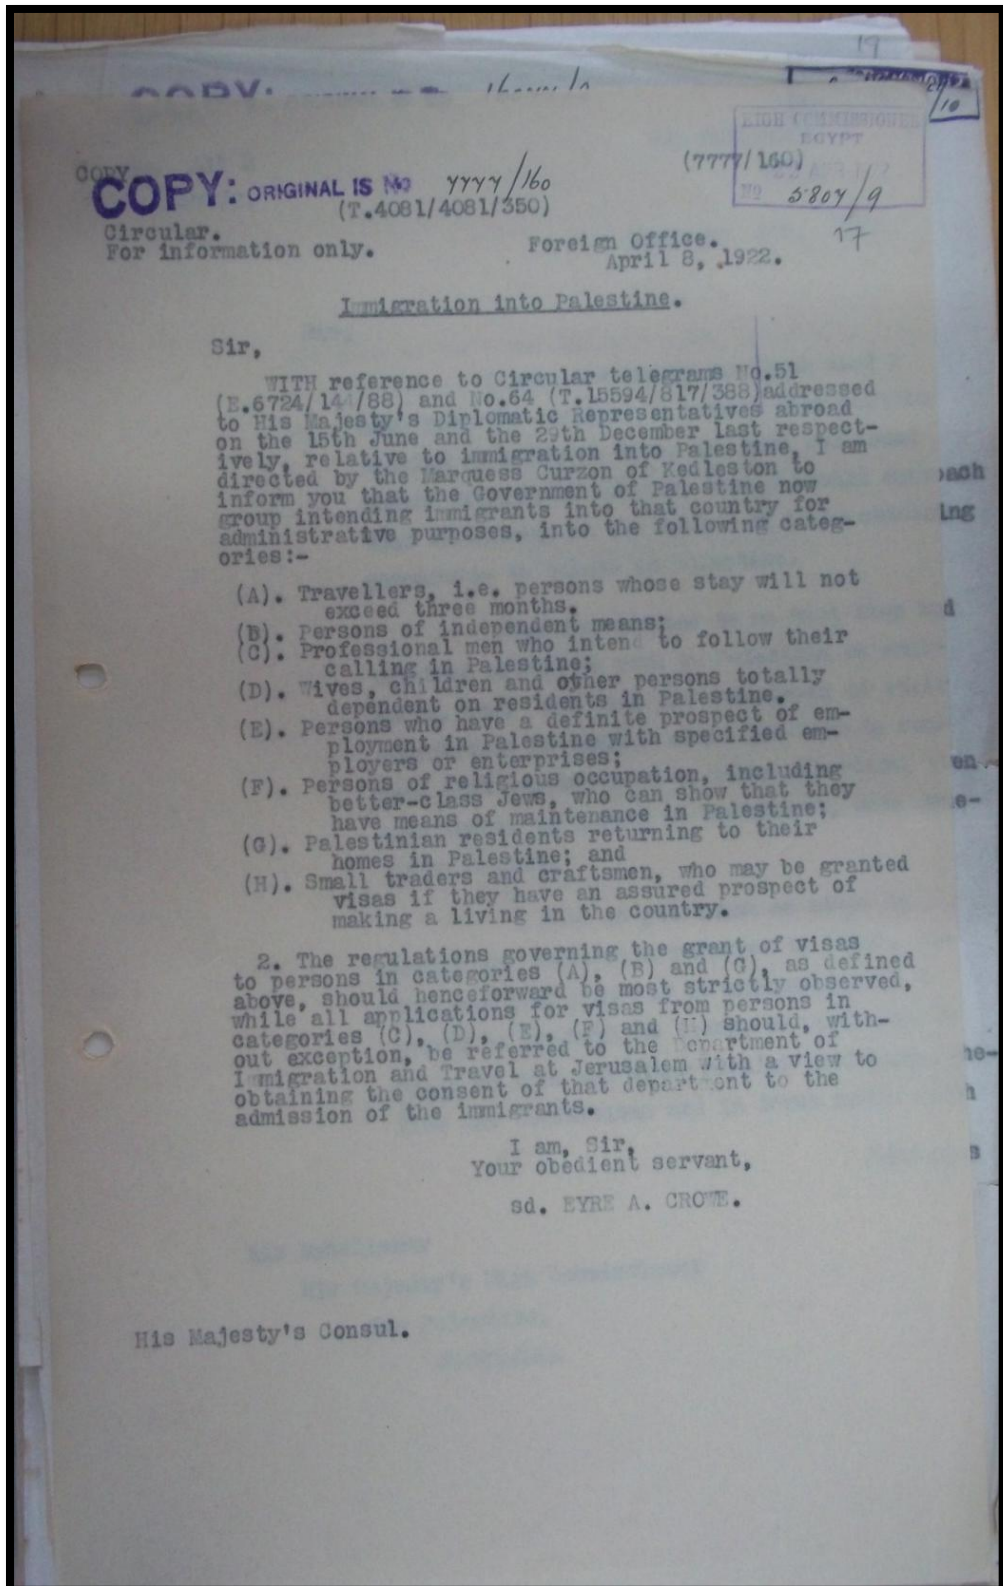 19
COPY:
10
HIGH COMMISSIONER
EGYPT
(7777/160)
No 5804/9
17
COPY
COPY: ORIGINAL IS No 7777/160
(T.4081/4081/350)
Circular.
For information only.
Foreign Office.
April 8, 1922.
Immigration into Palestine.
Sir,
WITH reference to Circular telegrams No.51
(E.6724/144/88) and No.64 (T.15594/817/388)addressed
to His Majesty's Diplomatic Representatives abroad
on the 15th June and the 29th December last respect-
ively, relative to immigration into Palestine, I am
directed by the Marquess Curzon of Kedleston to
inform you that the Government of Palestine now
group intending immigrants into that country for
administrative purposes, into the following categ-
ories:-
(A). Travellers, i.e. persons whose stay will not
exceed three months.
(B). Persons of independent means;
(C). Professional men who intend to follow their
calling in Palestine;
(D). Wives, children and other persons totally
dependent on residents in Palestine.
(E). Persons who have a definite prospect of em-
ployment in Palestine with specified em-
ployers or enterprises;
(F). Persons of religious occupation, including
better-class Jews, who can show that they
have means of maintenance in Palestine;
(G). Palestinian residents returning to their
homes in Palestine; and
(H). Small traders and craftsmen, who may be granted
visas if they have an assured prospect of
making a living in the country.
2. The regulations governing the grant of visas
to persons in categories (A), (B) and (G), as defined
above, should henceforward be most strictly observed,
while all applications for visas from persons in
categories (C), (D), (E), (F) and (H) should, with-
out exception, be referred to the Department of
Immigration and Travel at Jerusalem with a view to
obtaining the consent of that department to the
admission of the immigrants.
I am, Sir,
Your obedient servant,
sd. EYRE A. CROWE.
His Majesty's Consul.